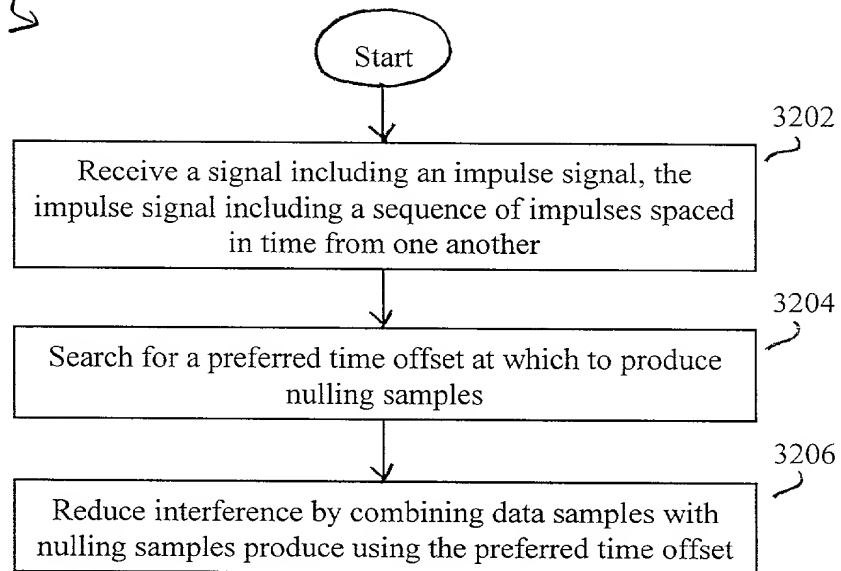 Start
3202
Receive a signal including an impulse signal, the
impulse signal including a sequence of impulses spaced
in time from one another
3204
Search for a preferred time offset at which to produce
nulling samples
3206
Reduce interference by combining data samples with
nulling samples produce using the preferred time offset